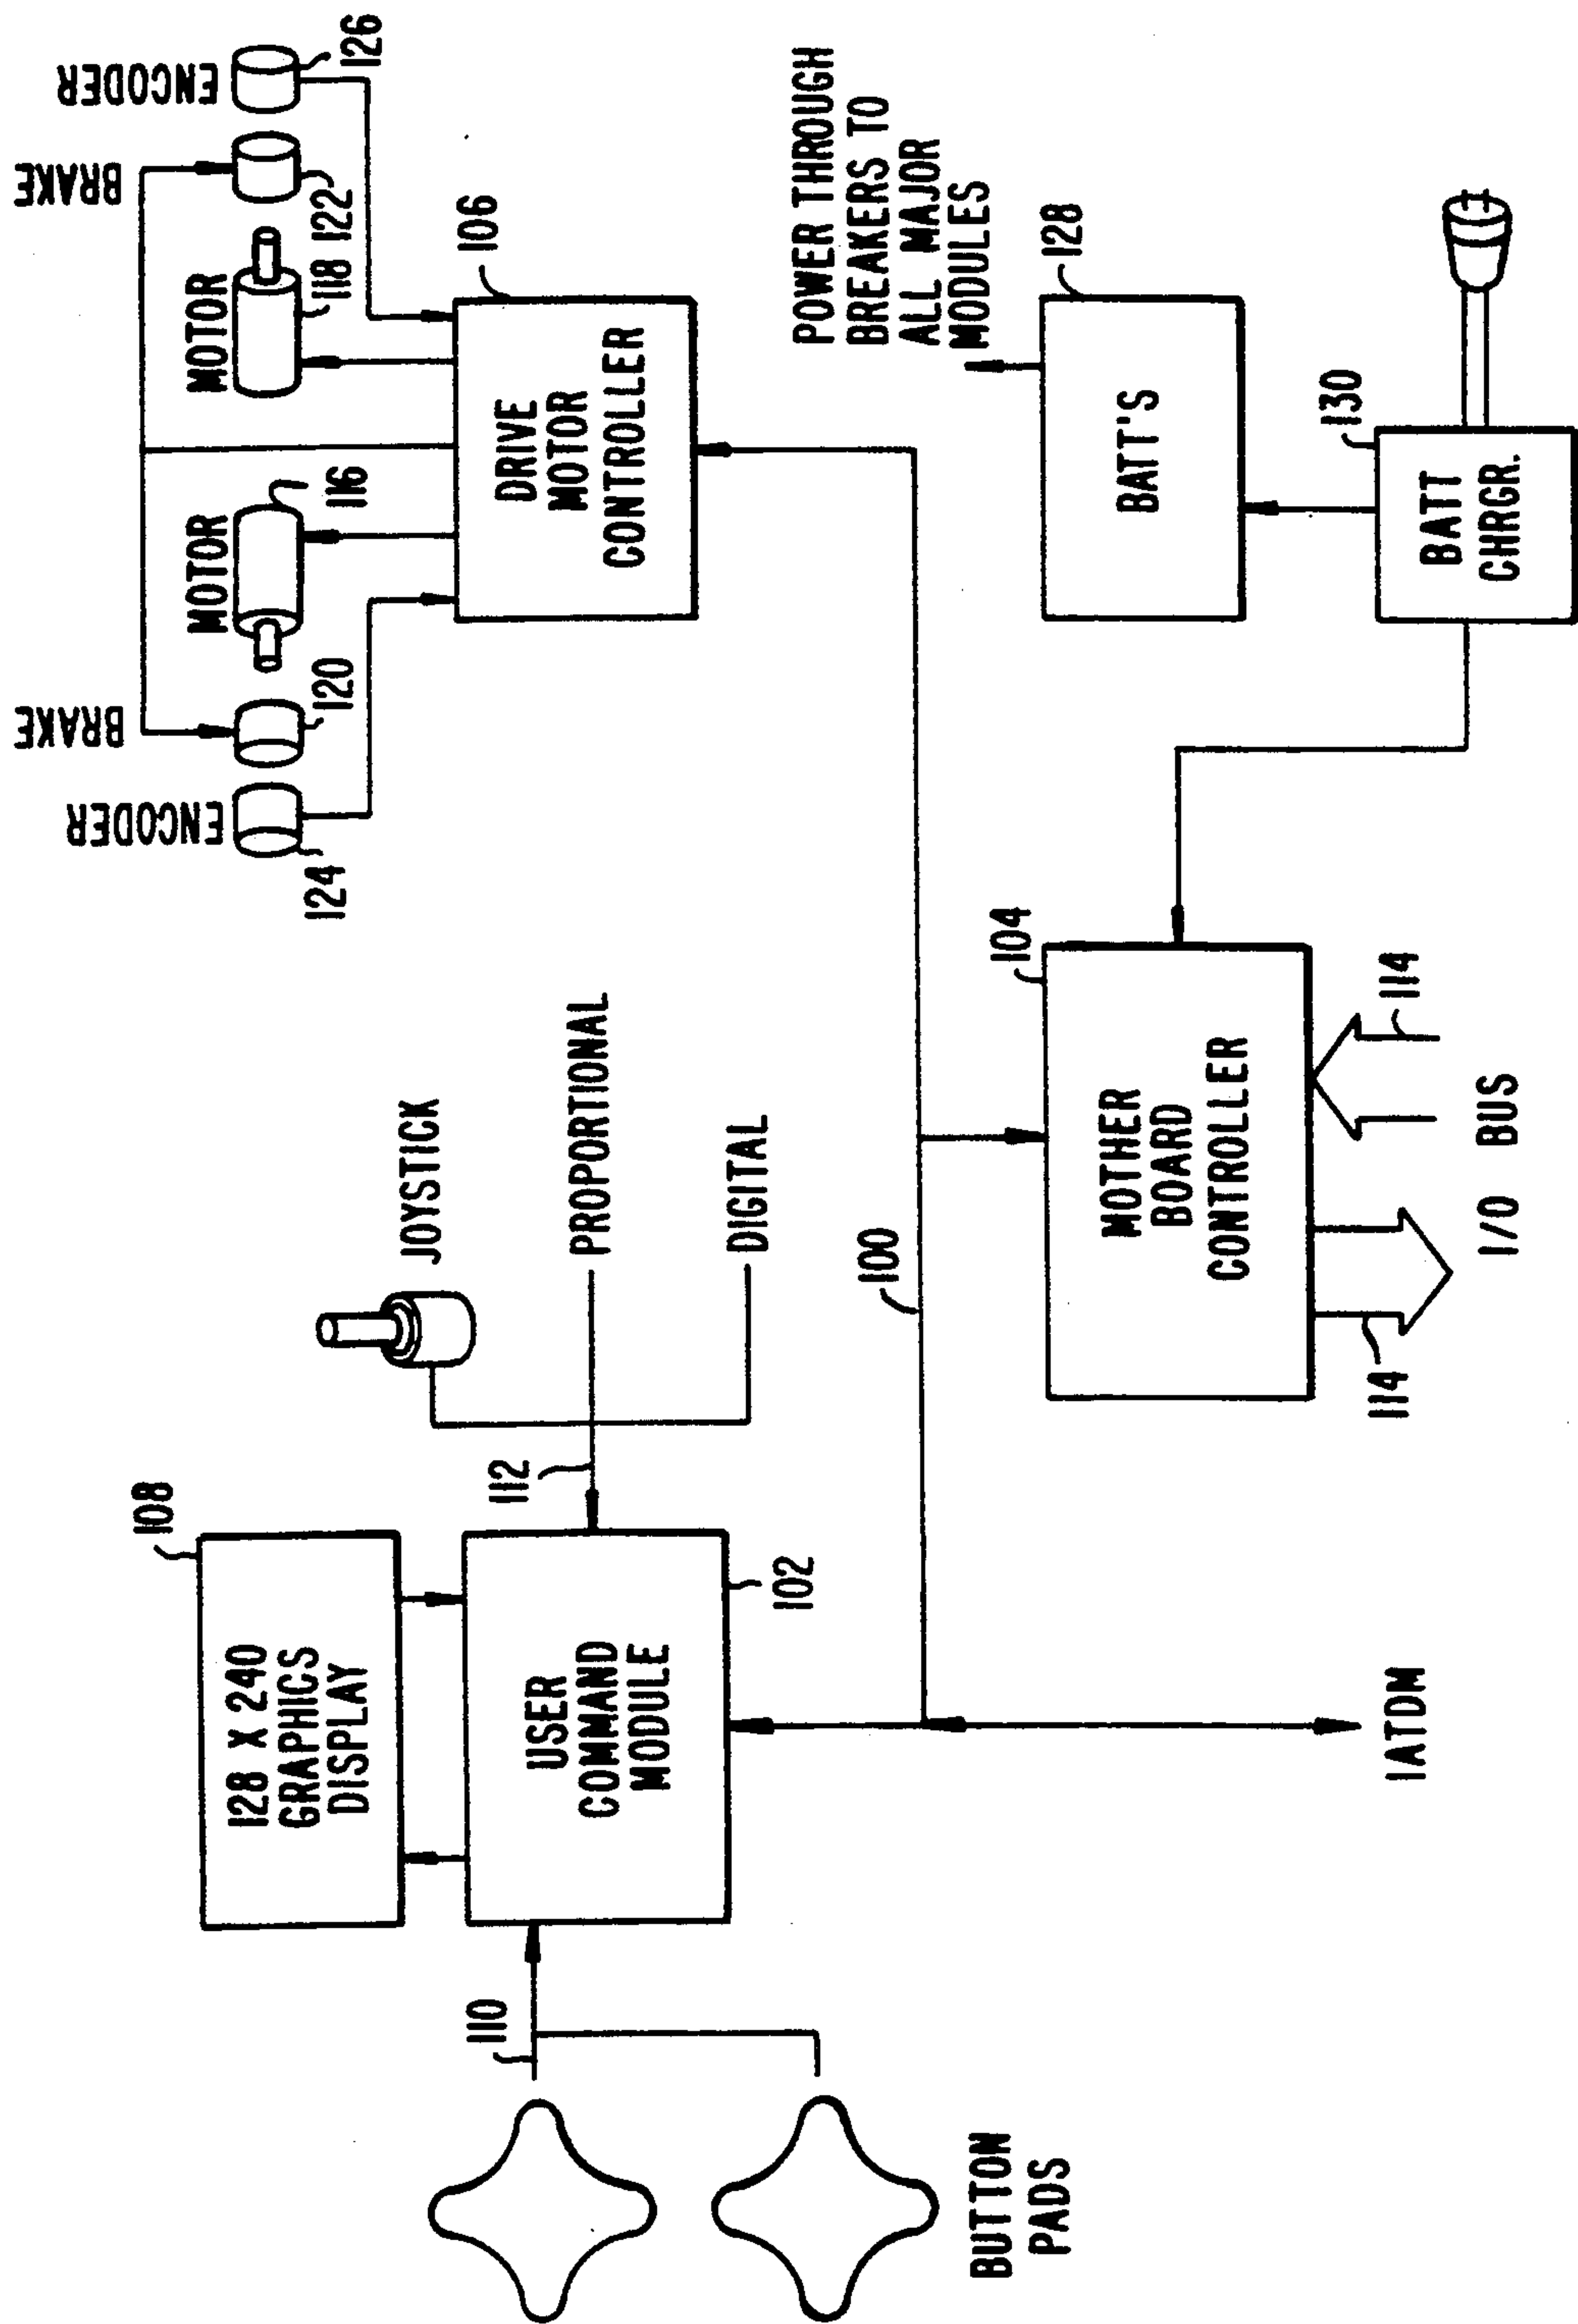 108
128 X 240
GRAPHICS
DISPLAY
110
USER
COMMAND
MODULE
102
112
JOYSTICK
PROPORTIONAL
DIGITAL
BUTTON
PADS
100
IATDM
104
MOTHER
BOARD
CONTROLLER
114
114
I/O BUS
ENCODER
124
BRAKE
120
MOTOR
116
MOTOR
118
BRAKE
122
ENCODER
126
106
DRIVE
MOTOR
CONTROLLER
POWER THROUGH
BREAKERS TO
ALL MAJOR
MODULES
128
BATT'S
130
BATT
CHRGR.